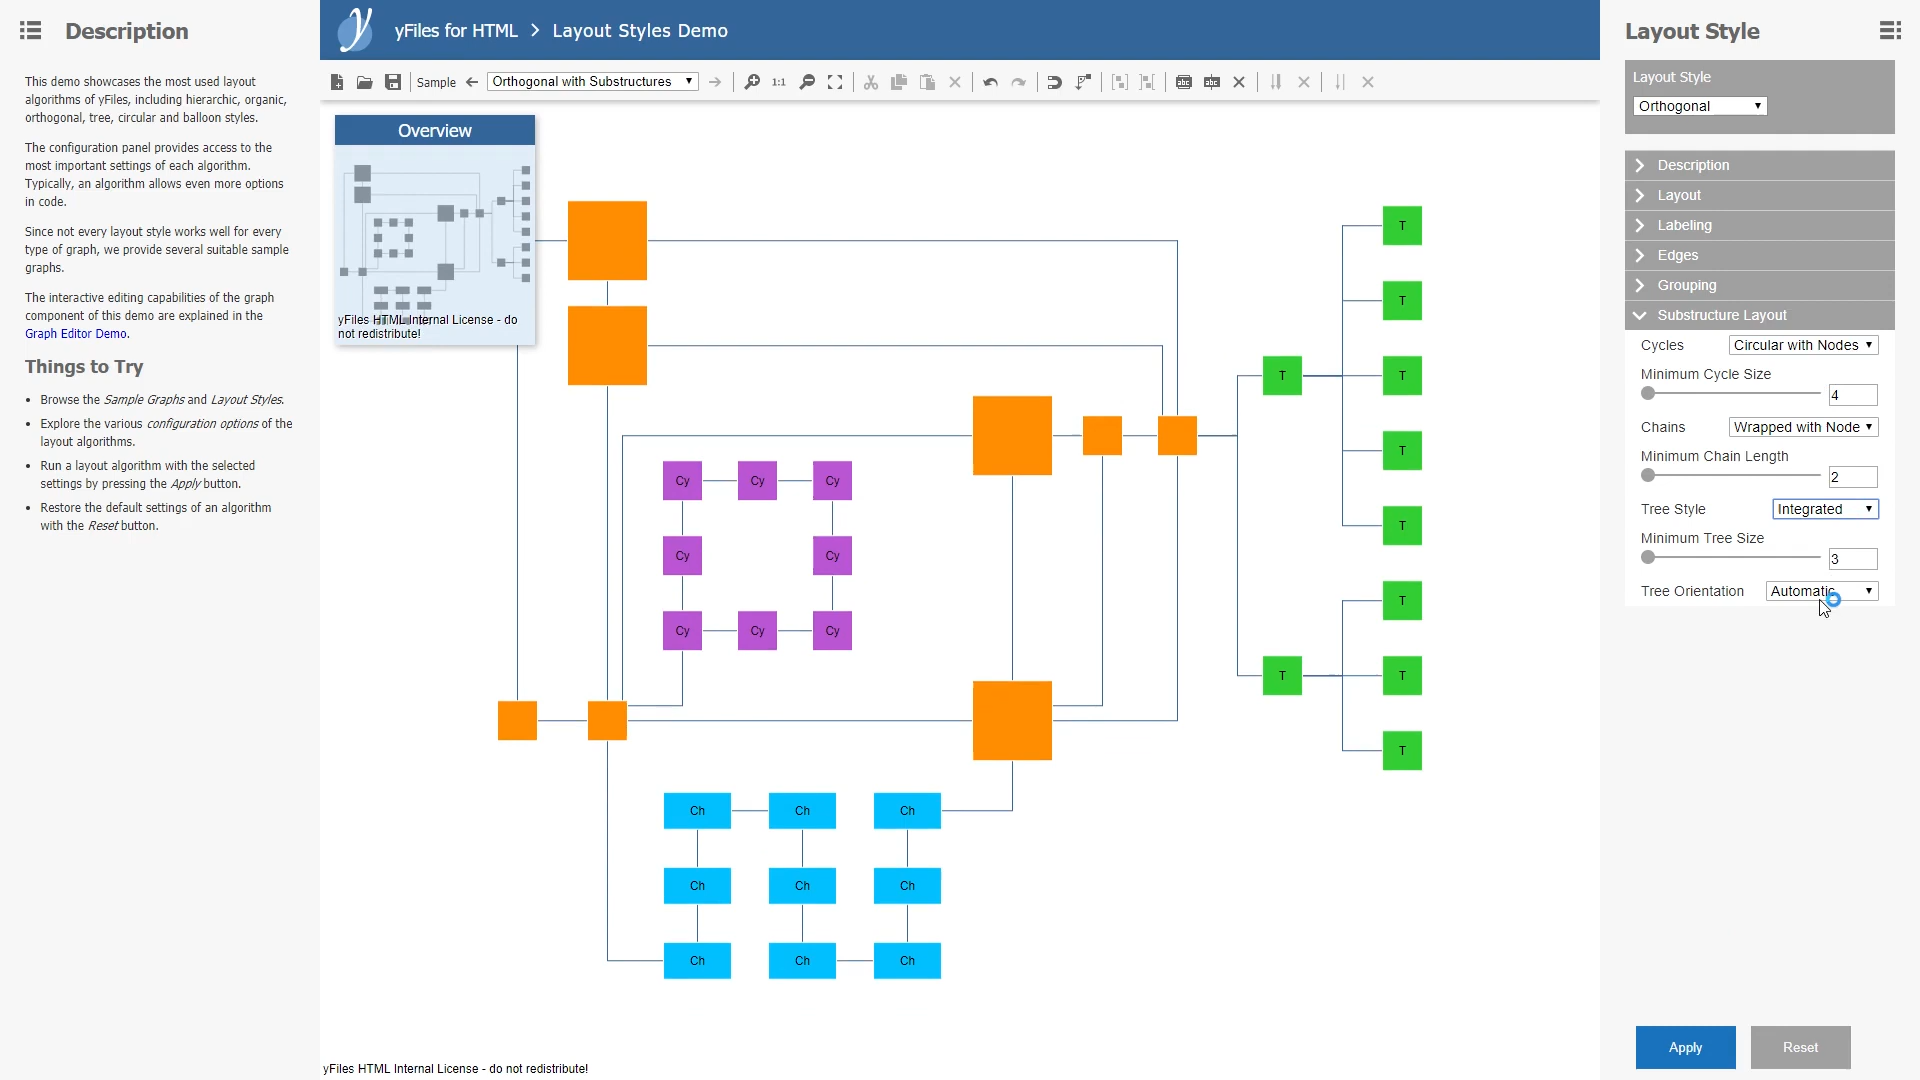 Description
This demo showcases the most used layout
algorithms of yFiles, including hierarchic, organic,
orthogonal, tree, circular and balloon styles.
The configuration panel provides access to the
most important settings of each algorithm.
Typically, an algorithm allows even more options
in code.
Since not every layout style works well for every
type of graph, we provide several suitable sample
graphs.
The interactive editing capabilities of the graph
component of this demo are explained in the
Graph Editor Demo.
Things to Try
• Browse the Sample Graphs and Layout Styles.
• Explore the various configuration options of the
layout algorithms.
• Run a layout algorithm with the selected
settings by pressing the Apply button.
• Restore the default settings of an algorithm
with the Reset button.
y yFiles for HTML > Layout Styles Demo
Sample Orthogonal with Substructures 1:1 abc abc
Overview
yFiles HTML Internal License - do
not redistribute!
T
T
T
T
T
T
T
T
T
T
Cy Cy Cy
Cy Cy
Cy Cy Cy
Ch Ch Ch
Ch Ch Ch
Ch Ch Ch
yFiles HTML Internal License - do not redistribute!
Layout Style
Layout Style
Orthogonal
Description
Layout
Labeling
Edges
Grouping
Substructure Layout
Cycles Circular with Nodes
Minimum Cycle Size
4
Chains Wrapped with Node
Minimum Chain Length
2
Tree Style Integrated
Minimum Tree Size
3
Tree Orientation Automatic
Apply Reset